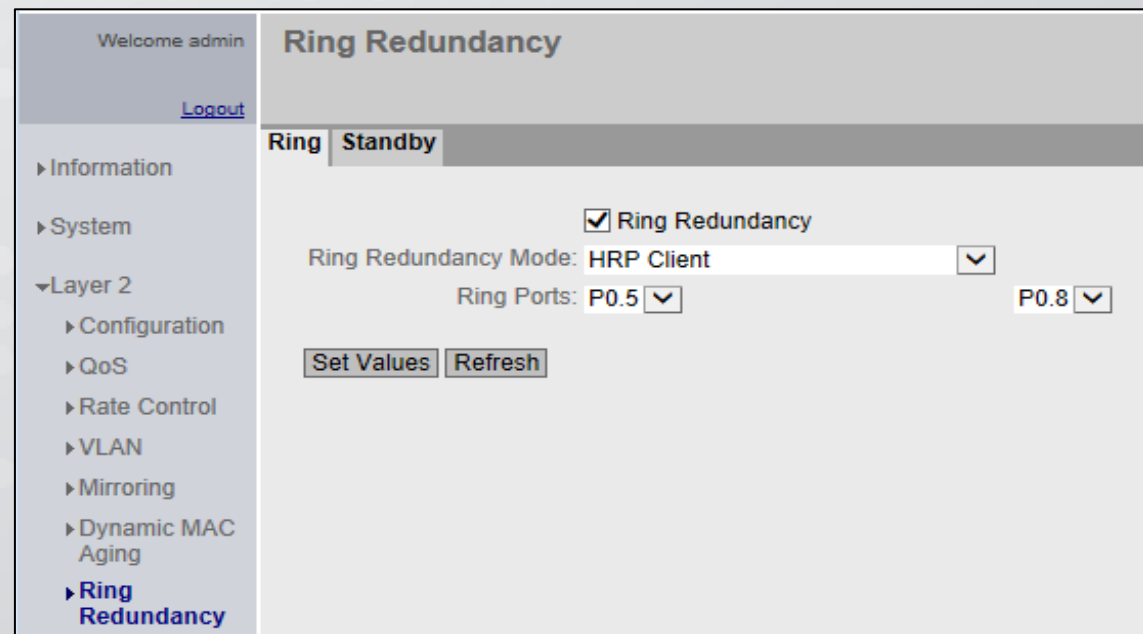 Welcome admin
Logout
Ring Redundancy
Ring Standby
Information
System
Layer 2
Configuration
QoS
Rate Control
VLAN
Mirroring
Dynamic MAC
Aging
Ring
Redundancy
Ring Redundancy
Ring Redundancy Mode: HRP Client
Ring Ports: P0.5 P0.8
Set Values Refresh